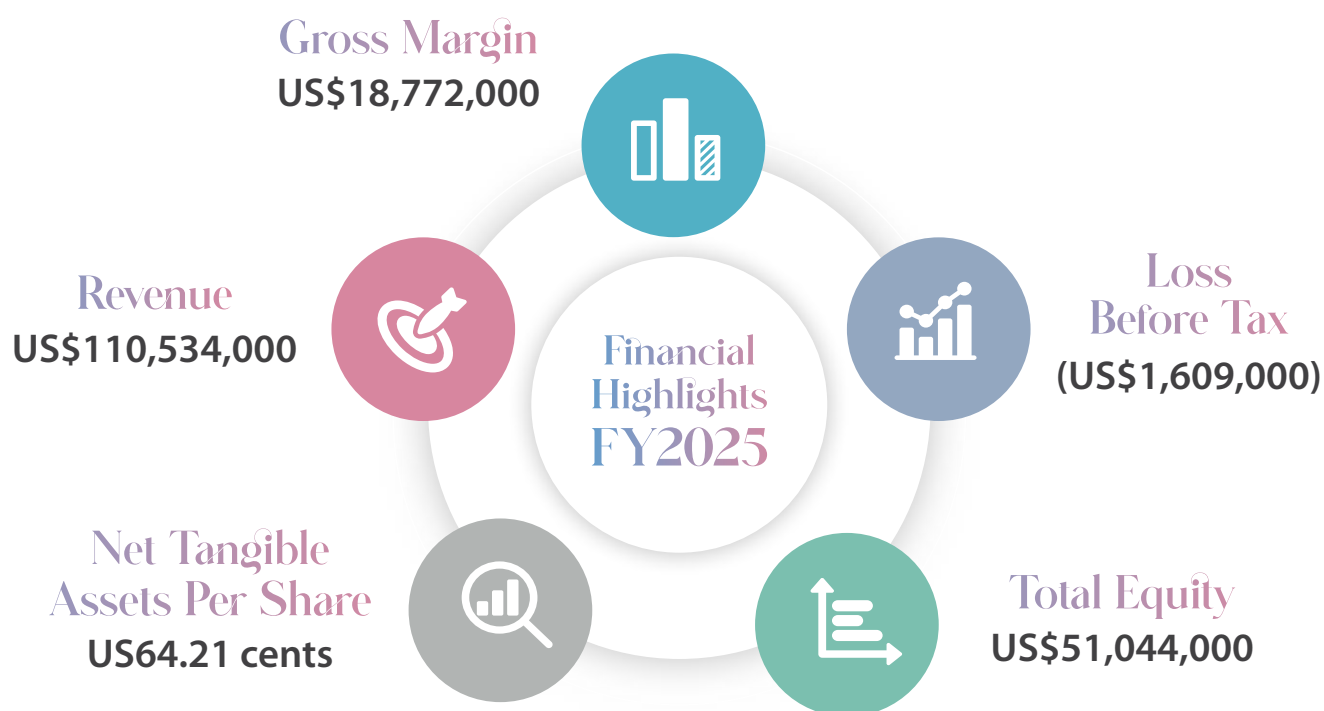 Gross Margin
US$18,772,000
Revenue
US$110,534,000
Financial
Highlights
FY2025
Loss
Before Tax
(US$1,609,000)
Net Tangible
Assets Per Share
US64.21 cents
Total Equity
US$51,044,000